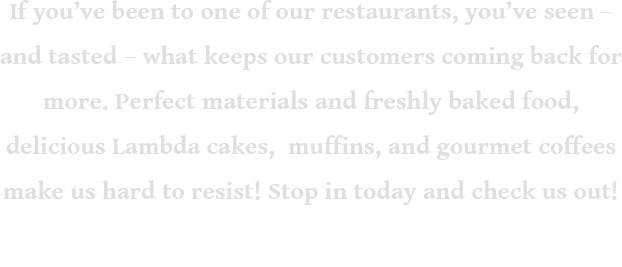 If you’ve been to one of our restaurants, you’ve seen –
and tasted – what keeps our customers coming back for
more. Perfect materials and freshly baked food,
delicious Lambda cakes,  muffins, and gourmet coffees
make us hard to resist! Stop in today and check us out!